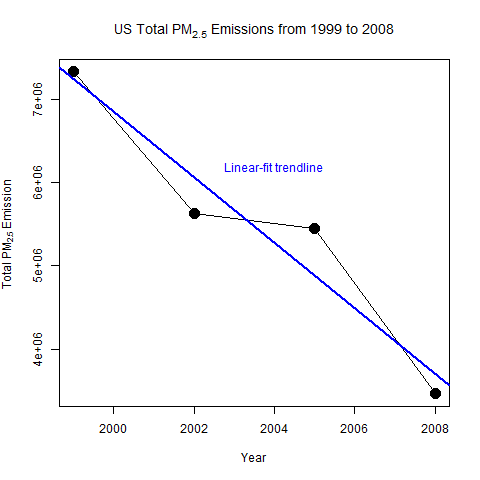 US Total PM2.5 Emissions from 1999 to 2008
7e+06
6e+06
5e+06
4e+06
Total PM2.5 Emission
Linear-fit trendline
2000 2002 2004 2006 2008
Year